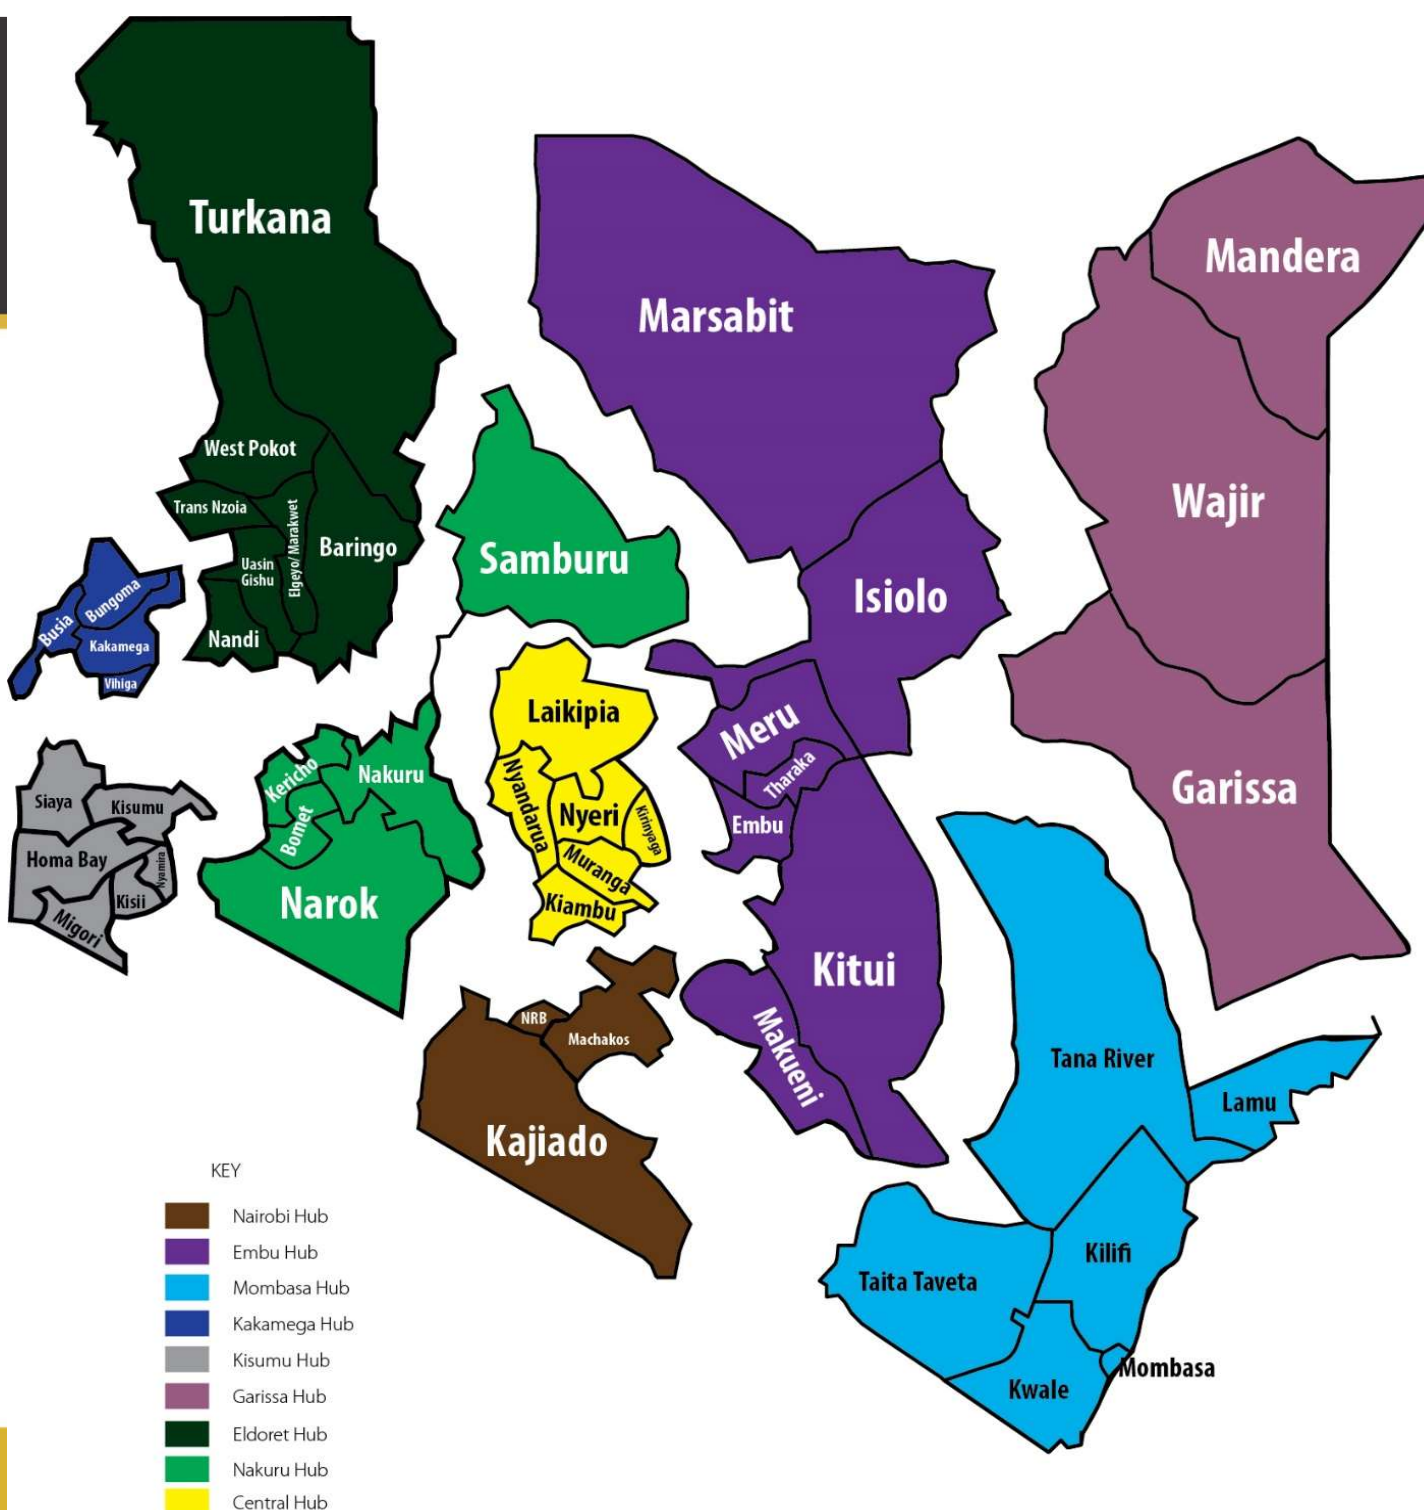 Turkana
Mandera
Marsabit
West Pokot
Wajir
Trans Nzoia
Elgeyo/ Marakwet
Baringo
Samburu
Uasin
Gishu
Isiolo
Bungoma
Busia
Nandi
Kakamega
Vihiga
Laikipia
Meru
Kericho
Nakuru
Nyandarua
Tharaka
Garissa
Siaya
Kisumu
Nyeri
Kirinyaga
Bomet
Embu
Homa Bay
Nyamira
Muranga
Kisii
Narok
Kiambu
Migori
Kitui
NRB
Machakos
Makueni
Tana River
Lamu
Kajiado
Kilifi
Taita Taveta
Mombasa
Kwale
KEY
Nairobi Hub
Embu Hub
Mombasa Hub
Kakamega Hub
Kisumu Hub
Garissa Hub
Eldoret Hub
Nakuru Hub
Central Hub